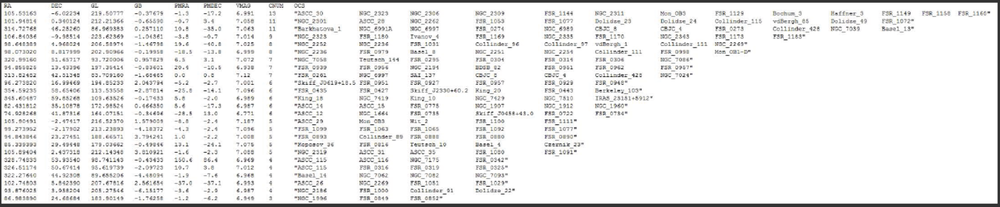 RA DEC GL GB PMRA PMDEC VMAG CNUM OCS
105.53163 -6.02234 219.50777 -0.37679 -1.3 -17.2 6.991 13 "ASCC_30 NGC_2323 NGC_2306 NGC_2309 FSR_1144 NGC_2311 Mon_OB3 FSR_1129 Bochum_3 Haffner_3 FSR_1149 FSR_1158 FSR_1160"
101.94814 0.340124 212.21366 -0.65590 -0.7 3.4 7.058 11 "NGC_2301 ASCC_28 NGC_2262 FSR_1053 FSR_1077 Dolidze_23 Dolidze_24 Collinder_115 vdBergh_85 Dolidze_49 FSR_1072"
314.72768 46.25260 86.969383 0.257110 10.8 -35.0 7.063 11 "Barkhatova_1 NGC_6991A NGC_6997 FSR_0274 NGC_6989 CBJC_8 CBJC_4 FSR_0273 Collinder_428 NGC_7039 Basel_13"
106.84036 -9.98514 223.62369 -1.04361 -3.8 -0.7 7.014 9 "NGC_2323 FSR_1180 Ivanov_4 FSR_1169 NGC_2335 FSR_1170 NGC_2343 FSR_1173 FSR_1183"
98.648389 4.968024 206.58974 -1.46798 19.6 -40.8 7.025 8 "NGC_2252 NGC_2236 FSR_1031 Collinder_96 Collinder_97 vdBergh_1 Collinder_111 NGC_2269"
98.073020 8.817999 202.90966 -0.19958 -18.5 -13.8 6.999 8 "NGC_2236 FSR_0979 Basel_8 NGC_2251 NGC_2254 Collinder_111 FSR_0998 Mon_OB1-D"
320.99160 51.65717 93.720006 0.957829 6.5 3.1 7.072 7 "NGC_7058 Teutsch_144 FSR_0295 FSR_0304 FSR_0314 FSR_0306 NGC_7086"
94.855825 13.43396 197.35414 -0.83601 20.4 -10.5 6.938 7 "FSR_0939 FSR_0956 NGC_2194 BDSB_82 FSR_0951 FSR_0962 FSR_0957"
313.82482 42.51348 83.709160 -1.68465 0.0 0.8 7.12 7 "FSR_0261 NGC_6997 SAI_137 CBJC_8 CBJC_4 Collinder_428 NGC_7024"
96.273820 16.99469 194.85233 2.043794 -5.2 -2.7 7.001 6 "Skiff_J0619+18.5 FSR_0951 FSR_0927 FSR_0957 FSR_0929 FSR_0948"
354.59235 58.65406 113.53558 -2.87814 -25.8 -14.1 7.096 6 "FSR_0435 FSR_0427 Skiff_J2330+60.2 King_20 FSR_0443 Berkeley_103"
345.60487 59.85268 109.63526 -0.17433 5.8 -2.0 6.989 6 "King_18 NGC_7419 King_10 NGC_7429 NGC_7510 IRAS_23151+5912"
82.431812 35.10878 172.98524 0.466350 5.6 -17.3 6.987 6 "ASCC_14 ASCC_15 FSR_0775 NGC_1907 NGC_1912 NGC_1960"
74.928268 41.87316 164.07151 -0.34696 -28.5 13.0 6.771 6 "ASCC_12 NGC_1664 FSR_0735 Skiff_J0458+43.0 FSR_0722 FSR_0734"
105.90491 -2.47417 216.52370 1.579009 -8.8 -2.4 7.187 5 "ASCC_29 Mon_OB3 Wit_2 FSR_1100 FSR_1111"
99.273952 -2.17902 213.23893 -4.18372 -4.3 -2.4 7.096 5 "FSR_1099 FSR_1063 FSR_1065 FSR_1092 FSR_1077"
94.843846 23.27451 188.66571 3.794241 1.0 -2.2 7.008 5 "FSR_0893 Collinder_89 FSR_0888 FSR_0880 FSR_0890"
85.339393 29.49448 179.03662 -0.49846 13.1 -24.1 7.075 5 "Koposov_36 FSR_0816 Teutsch_10 Basel_4 Czernik_23"
105.89404 2.437318 212.14348 3.810921 -1.6 -2.3 7.088 5 "NGC_2319 ASCC_31 ASCC_35 FSR_1080 FSR_1091"
328.74833 53.93540 98.741143 -0.43433 150.6 86.4 6.969 4 "ASCC_115 ASCC_116 NGC_7175 FSR_0342"
326.51174 50.67414 95.619739 -2.09723 10.7 3.8 7.012 4 "ASCC_115 FSR_0316 FSR_0319 FSR_0325"
322.27640 44.92308 89.655206 -4.48094 -1.9 -7.6 6.968 4 "Basel_14 NGC_7062 NGC_7082 NGC_7093"
102.74803 5.842390 207.67816 2.561654 -37.0 -37.1 6.993 4 "ASCC_26 NGC_2269 FSR_1051 FSR_1029"
93.876025 3.958204 205.27546 -6.15177 -3.6 -2.9 6.987 4 "NGC_2186 FSR_1000 Collinder_91 Dolidze_22"
86.983890 24.68684 183.90149 -1.76258 -1.2 -6.2 6.949 3 "NGC_1996 FSR_0849 FSR_0852"